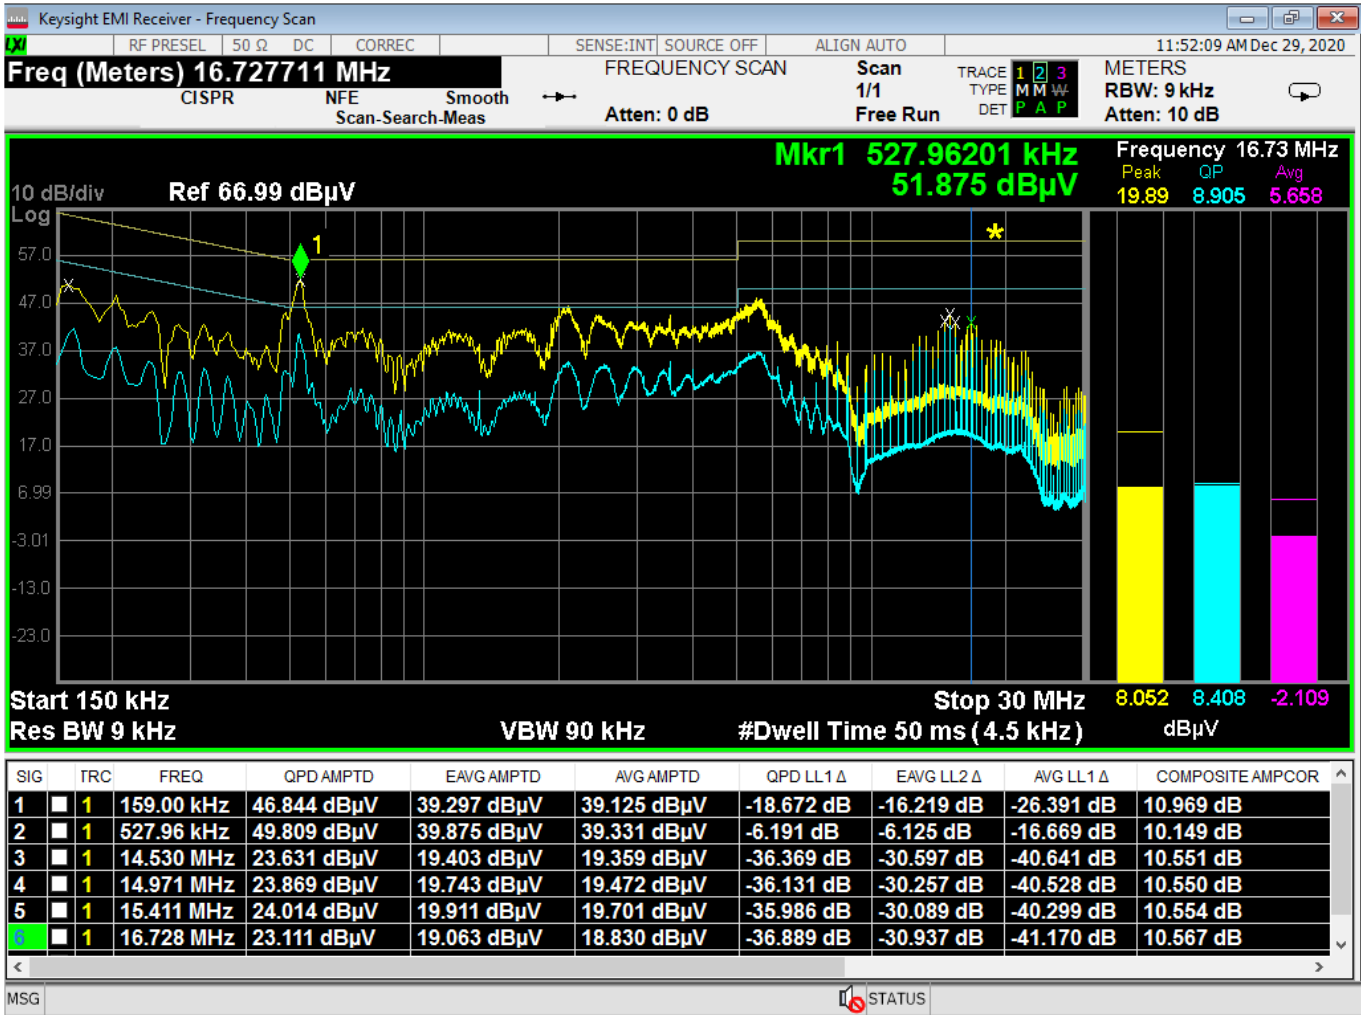 Keysight EMI Receiver - Frequency Scan
LXI RF PRESEL 50 Ω DC CORREC SENSE:INT SOURCE OFF ALIGN AUTO 11:52:09 AM Dec 29, 2020
Freq (Meters) 16.727711 MHz FREQUENCY SCAN Scan TRACE 1 2 3 METERS
CISPR NFE Smooth 1/1 TYPE M M W RBW: 9 kHz
Scan-Search-Meas Atten: 0 dB Free Run DET P A P Atten: 10 dB
Mkr1 527.96201 kHz Frequency 16.73 MHz
51.875 dBµV Peak QP Avg
10 dB/div Ref 66.99 dBµV 19.89 8.905 5.658
Log
1 *
57.0
47.0
37.0
27.0
17.0
6.99
-3.01
-13.0
-23.0
Start 150 kHz Stop 30 MHz 8.052 8.408 -2.109
Res BW 9 kHz VBW 90 kHz #Dwell Time 50 ms (4.5 kHz) dBµV
SIG TRC FREQ QPD AMPTD EAVG AMPTD AVG AMPTD QPD LL1 Δ EAVG LL2 Δ AVG LL1 Δ COMPOSITE AMPCOR
1 1 159.00 kHz 46.844 dBµV 39.297 dBµV 39.125 dBµV -18.672 dB -16.219 dB -26.391 dB 10.969 dB
2 1 527.96 kHz 49.809 dBµV 39.875 dBµV 39.331 dBµV -6.191 dB -6.125 dB -16.669 dB 10.149 dB
3 1 14.530 MHz 23.631 dBµV 19.403 dBµV 19.359 dBµV -36.369 dB -30.597 dB -40.641 dB 10.551 dB
4 1 14.971 MHz 23.869 dBµV 19.743 dBµV 19.472 dBµV -36.131 dB -30.257 dB -40.528 dB 10.550 dB
5 1 15.411 MHz 24.014 dBµV 19.911 dBµV 19.701 dBµV -35.986 dB -30.089 dB -40.299 dB 10.554 dB
6 1 16.728 MHz 23.111 dBµV 19.063 dBµV 18.830 dBµV -36.889 dB -30.937 dB -41.170 dB 10.567 dB
MSG STATUS